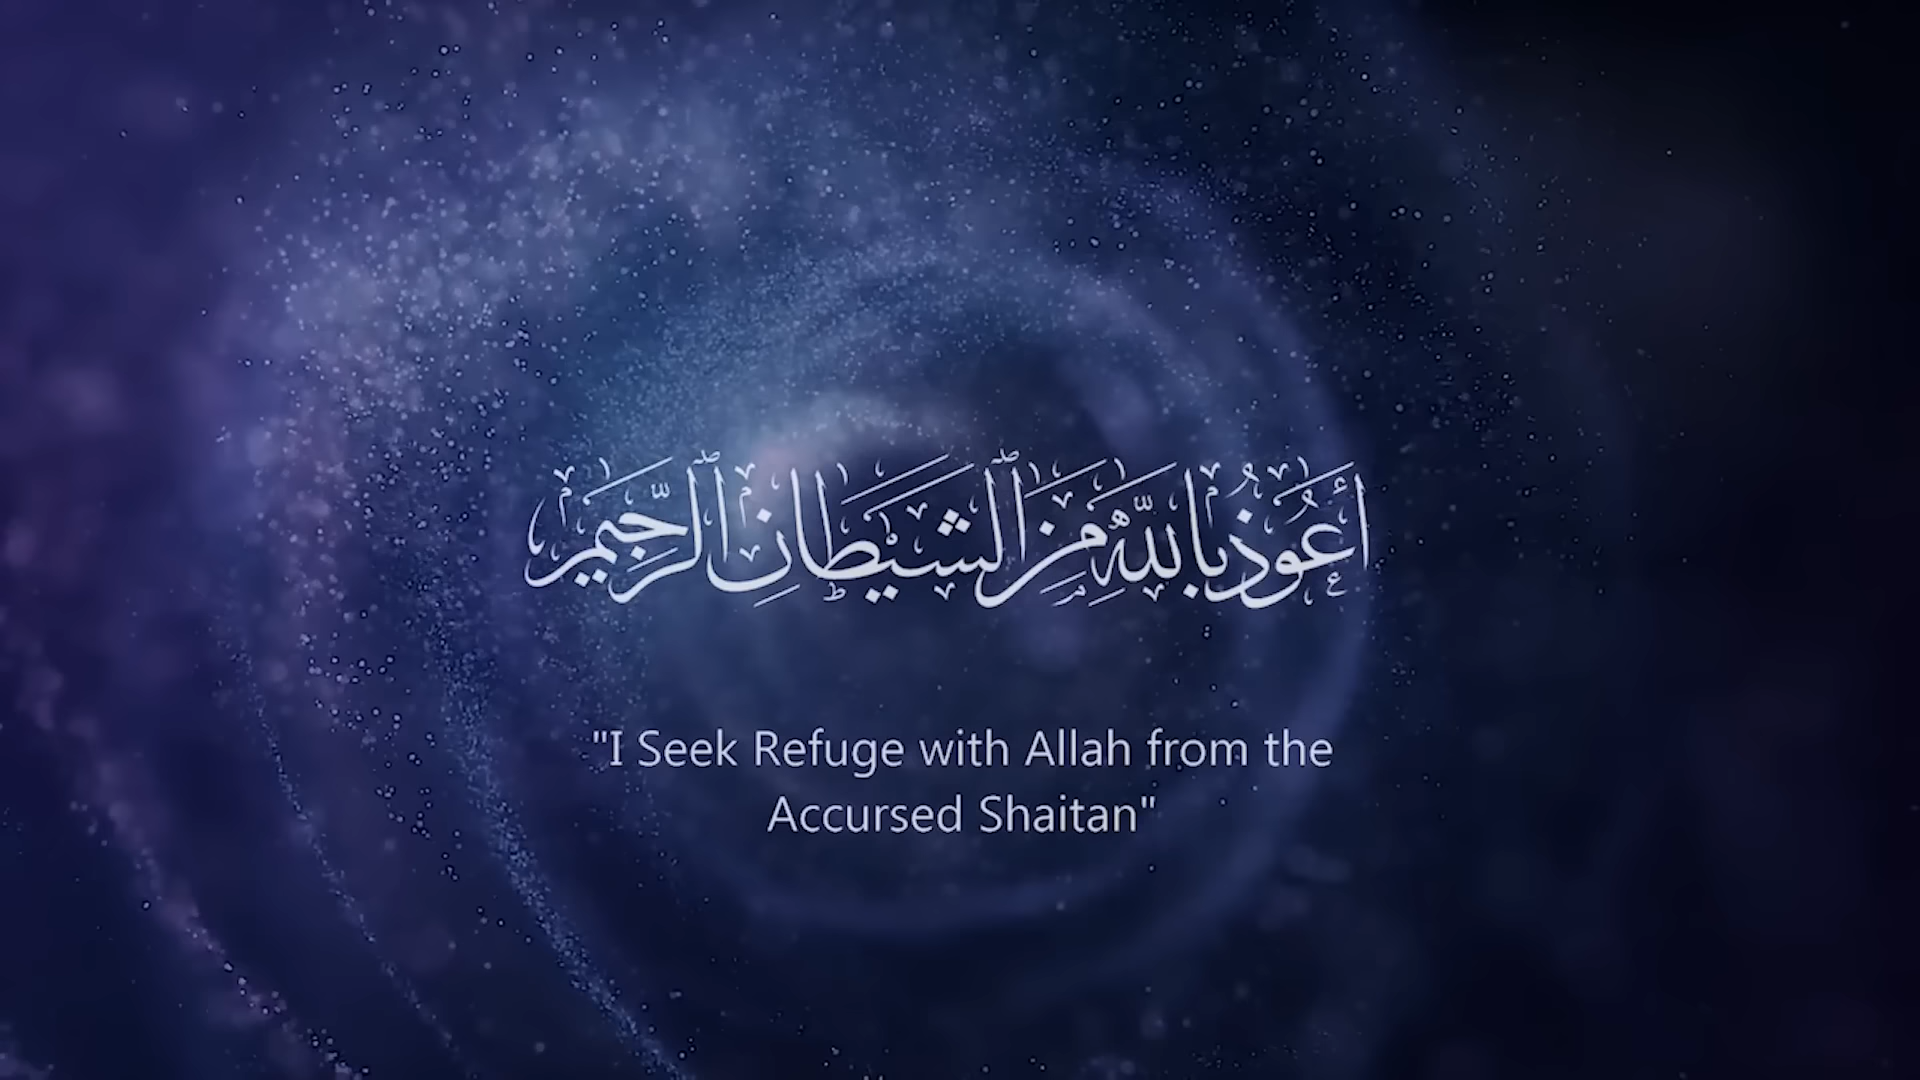 أَعُوذُ بِاللَّهِ مِنَ الشَّيْطَانِ الرَّجِيمِ
"I Seek Refuge with Allah from the
Accursed Shaitan"